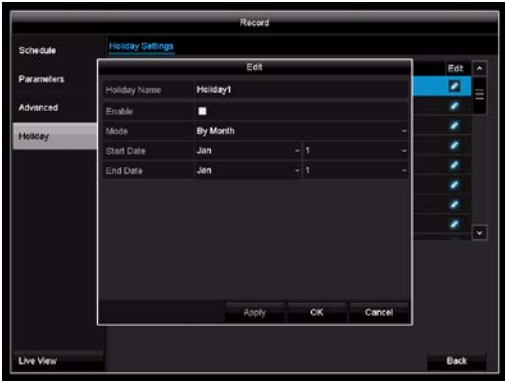 Record
Schedule
Parameters
Advanced
Holiday
Holiday Settings
Edit
Edit
Holiday Name Holiday1
Enable
Mode By Month
Start Date Jan 1
End Date Jan 1
Apply OK Cancel
Live View
Back